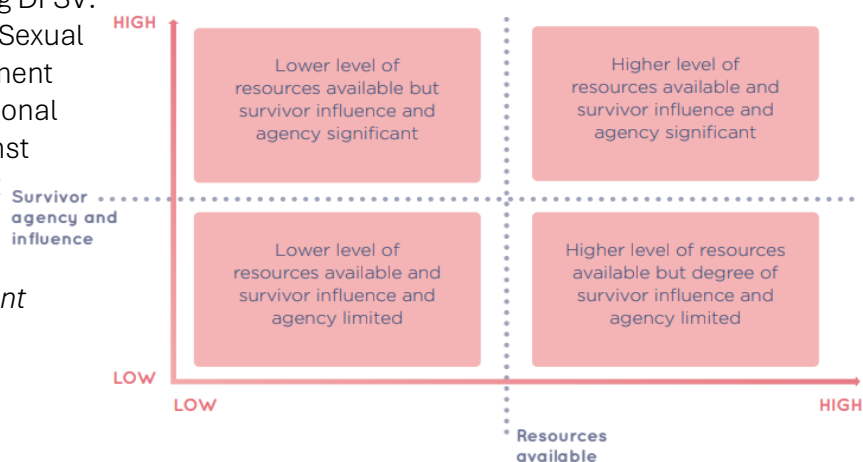 g DFSV.
Sexual
nent
onal
nst
nt
HIGH
Lower level of
resources available but
survivor influence and
agency significant
Higher level of
resources available and
survivor influence and
agency significant
Survivor
agency and
influence
Lower level of
resources available and
survivor influence and
agency limited
Higher level of resources
available but degree of
survivor influence and
agency limited
LOW
LOW
HIGH
Resources
available